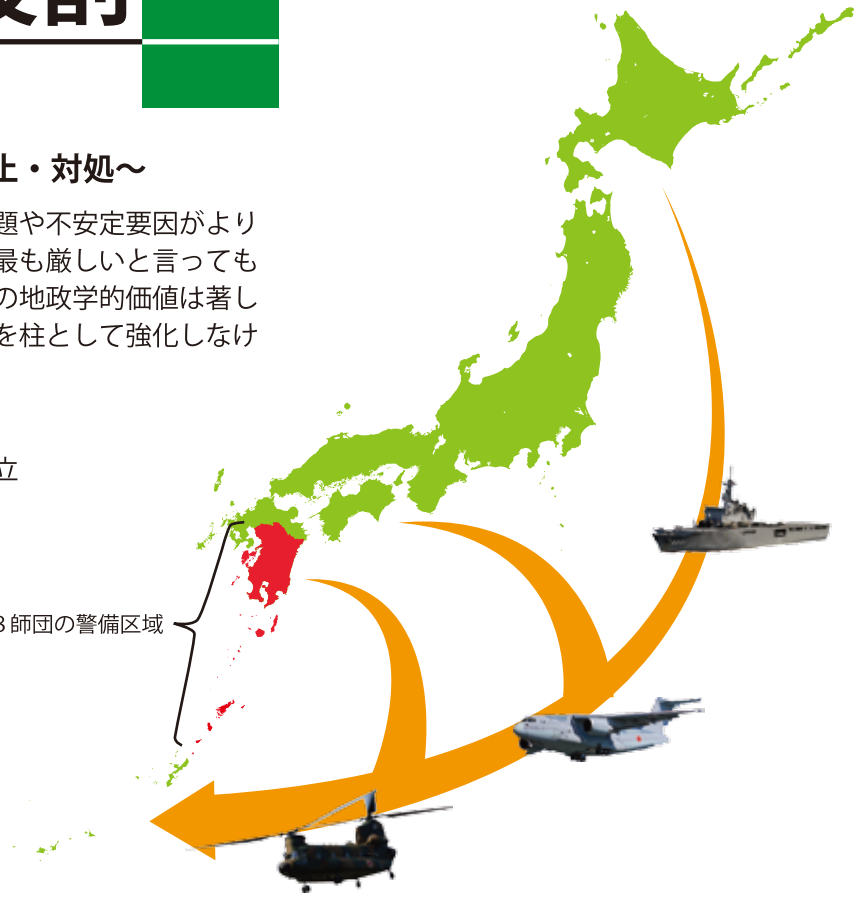 割
止・対処～
題や不安定要因がより
最も厳しいと言っても
の地政学的価値は著し
を柱として強化しなけ
立
師団の警備区域